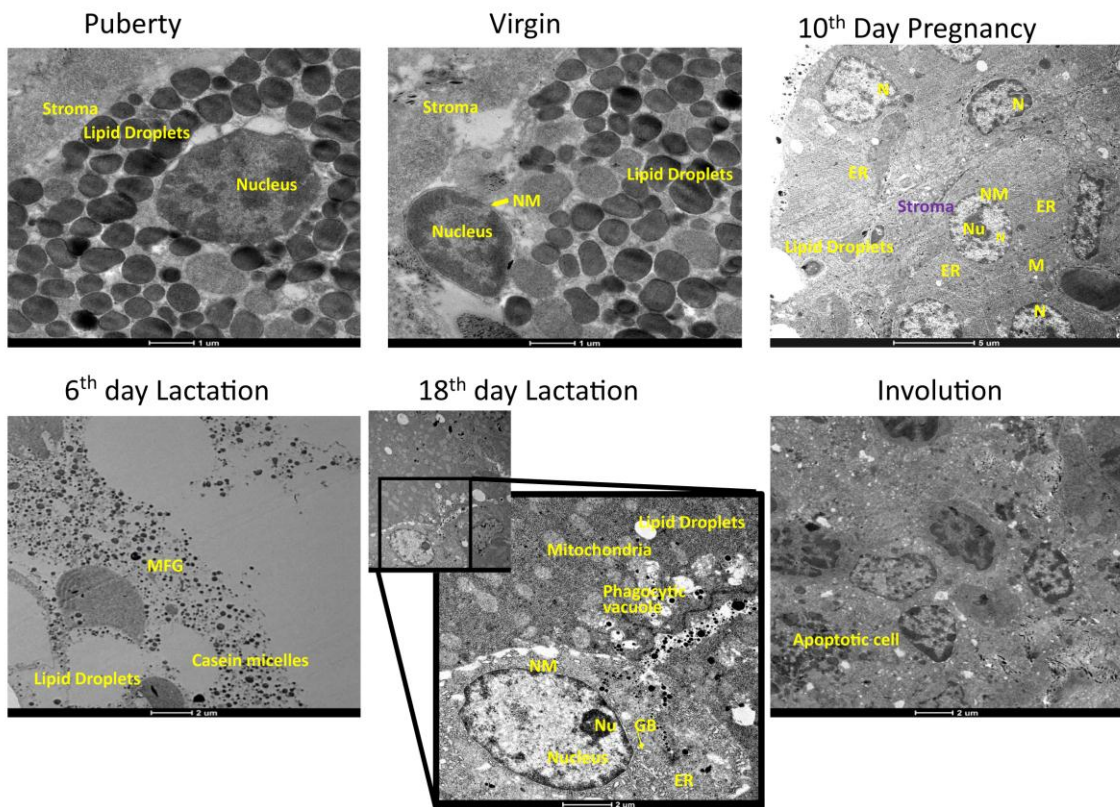 Puberty
Stroma
Lipid Droplets
Nucleus
1 um
Virgin
Stroma
Lipid Droplets
NM
Nucleus
1 um
10th Day Pregnancy
N
N
ER
NM
Stroma
ER
Nu
N
Lipid Droplets
ER
M
N
5 um
6th day Lactation
MFG
Casein micelles
Lipid Droplets
2 um
18th day Lactation
Lipid Droplets
Mitochondria
Phagocytic
vacuole
NM
Nu
GB
Nucleus
ER
2 um
Involution
Apoptotic cell
2 um